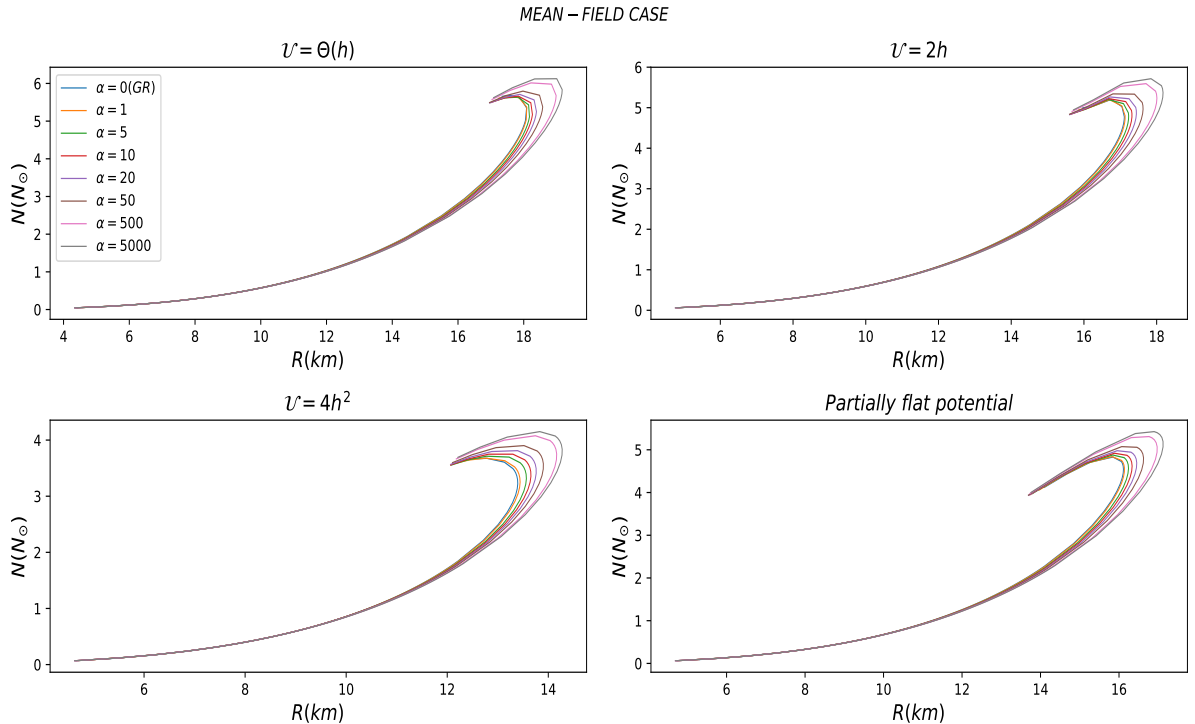 MEAN − FIELD CASE
𝒰 = Θ(h)
𝒰 = 2h
6
5
4
3
2
1
0
α = 0(GR)
α = 1
α = 5
α = 10
α = 20
α = 50
α = 500
α = 5000
N(N⊙)
4 6 8 10 12 14 16 18
R(km)
6
5
4
3
2
1
0
N(N⊙)
6 8 10 12 14 16 18
R(km)
𝒰 = 4h²
Partially flat potential
4
3
2
1
0
N(N⊙)
6 8 10 12 14
R(km)
5
4
3
2
1
0
N(N⊙)
6 8 10 12 14 16
R(km)